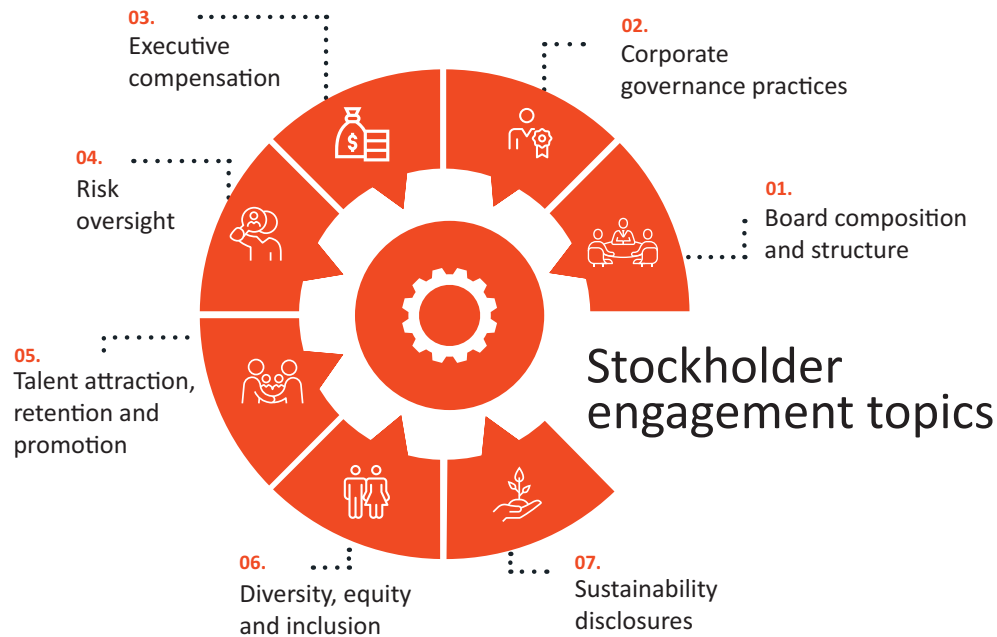 01.
Board composition
and structure
02.
Corporate
governance practices
03.
Executive
compensation
04.
Risk
oversight
05.
Talent attraction,
retention and
promotion
06.
Diversity, equity
and inclusion
07.
Sustainability
disclosures
$
Stockholder
engagement topics